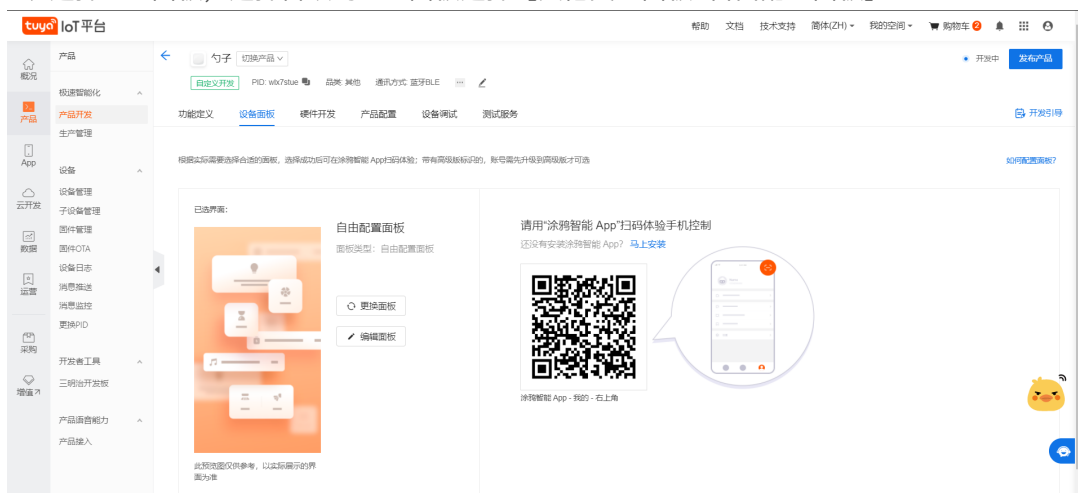 tuya IoT平台
帮助 文档 技术支持 简体(ZH) 我的空间 购物车 2
概况
产品
App
云开发
数据
运营
采购
增值
产品
极速智能化
产品开发
生产管理
设备
设备管理
子设备管理
固件管理
固件OTA
设备日志
消息推送
消息监控
更换PID
开发者工具
三明治开发板
产品语音能力
产品接入
勺子 切换产品
开发中 发布产品
自定义开发 PID: wlx7stue 品类 其他 通讯方式 蓝牙BLE ···
功能定义 设备面板 硬件开发 产品配置 设备调试 测试服务
开发引导
根据实际需要选择合适的面板，选择成功后可在涂鸦智能 App扫码体验；带有高级版标识的，账号需先升级到高级版才可选
如何配置面板?
已选界面：
自由配置面板
面板类型：自由配置面板
更换面板
编辑面板
此预览图仅供参考，以实际展示的界
面为准
请用“涂鸦智能 App”扫码体验手机控制
还没有安装涂鸦智能 App? 马上安装
涂鸦智能 App - 我的 - 右上角